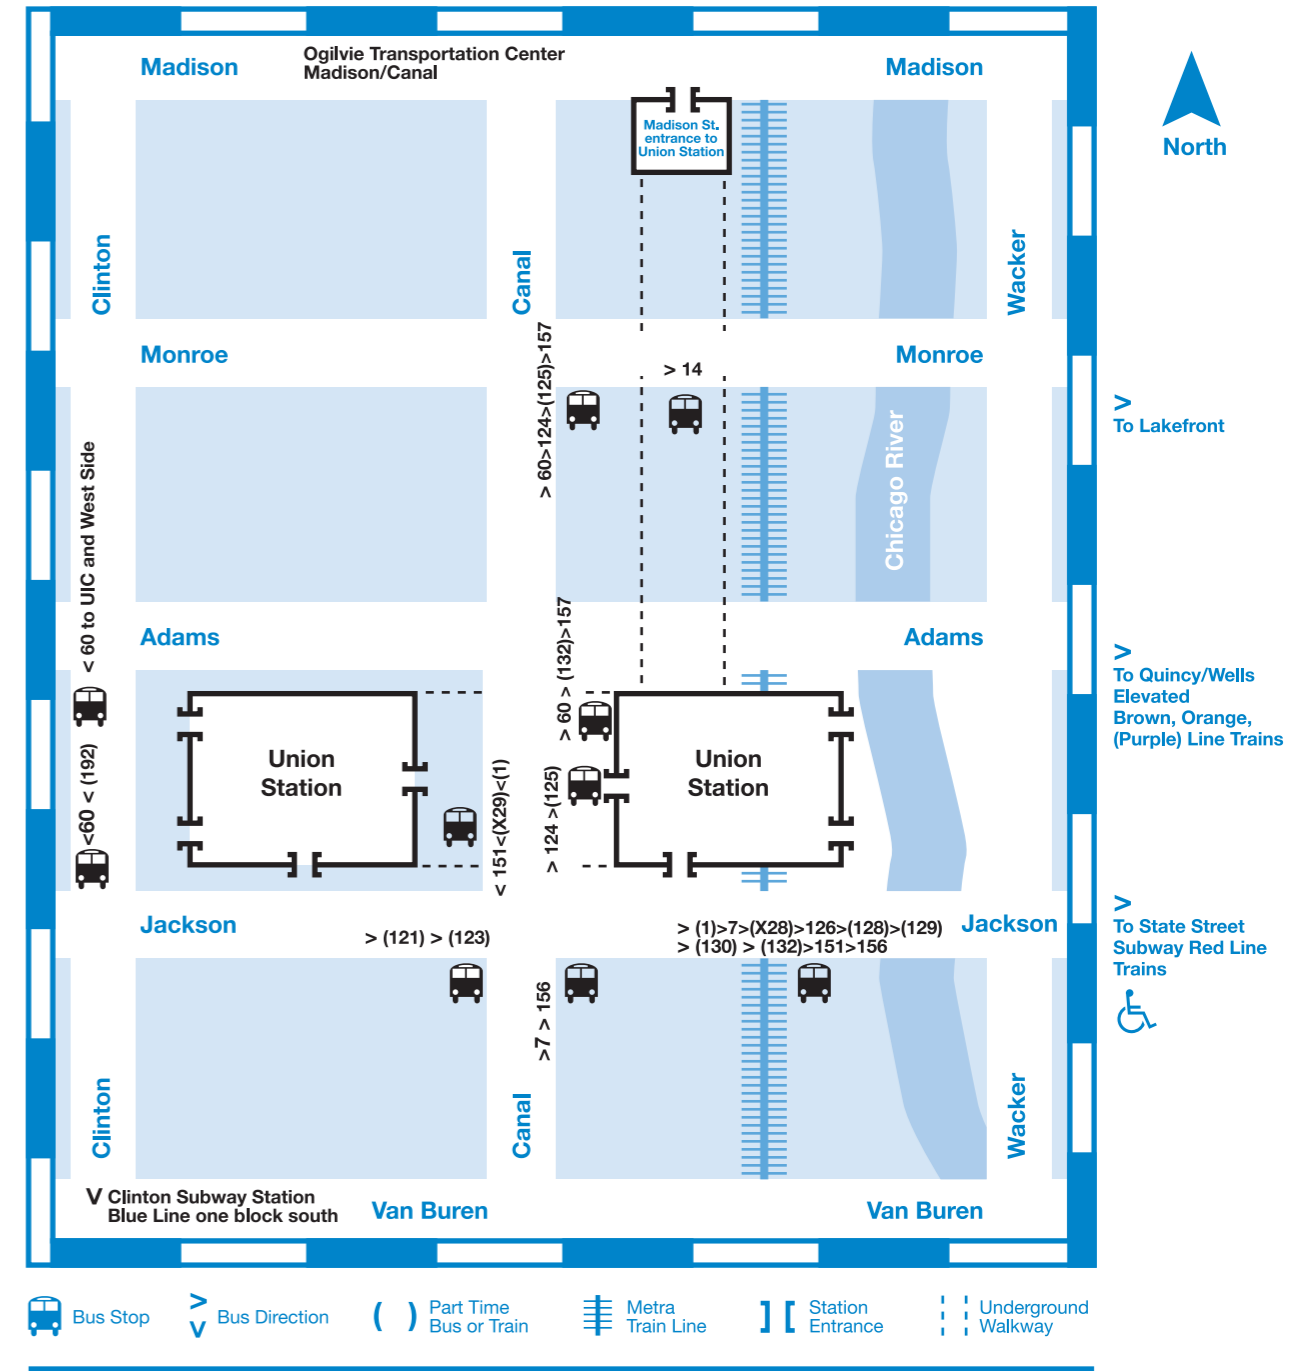 Ogilvie Transportation Center
Madison/Canal
Madison
Madison
Madison St.
entrance to
Union Station
North
Clinton
Canal
Wacker
Monroe
Monroe
> 60>124>(125)>157
> 14
>
To Lakefront
Chicago River
< 60 to UIC and West Side
Adams
Adams
> 60 > (132)>157
>
To Quincy/Wells
Elevated
Brown, Orange,
(Purple) Line Trains
<60 < (192)
Union
Station
Union
Station
< 151<(X29)<(1)
> 124 >(125)
Jackson
> (121) > (123)
> (1)>7>(X28)>126>(128)>(129)
> (130) > (132)>151>156
Jackson
>
To State Street
Subway Red Line
Trains
>7 > 156
Clinton
Canal
Wacker
V Clinton Subway Station
Blue Line one block south
Van Buren
Van Buren
Bus Stop
>
V
Bus Direction
( )
Part Time
Bus or Train
Metra
Train Line
] [
Station
Entrance
Underground
Walkway